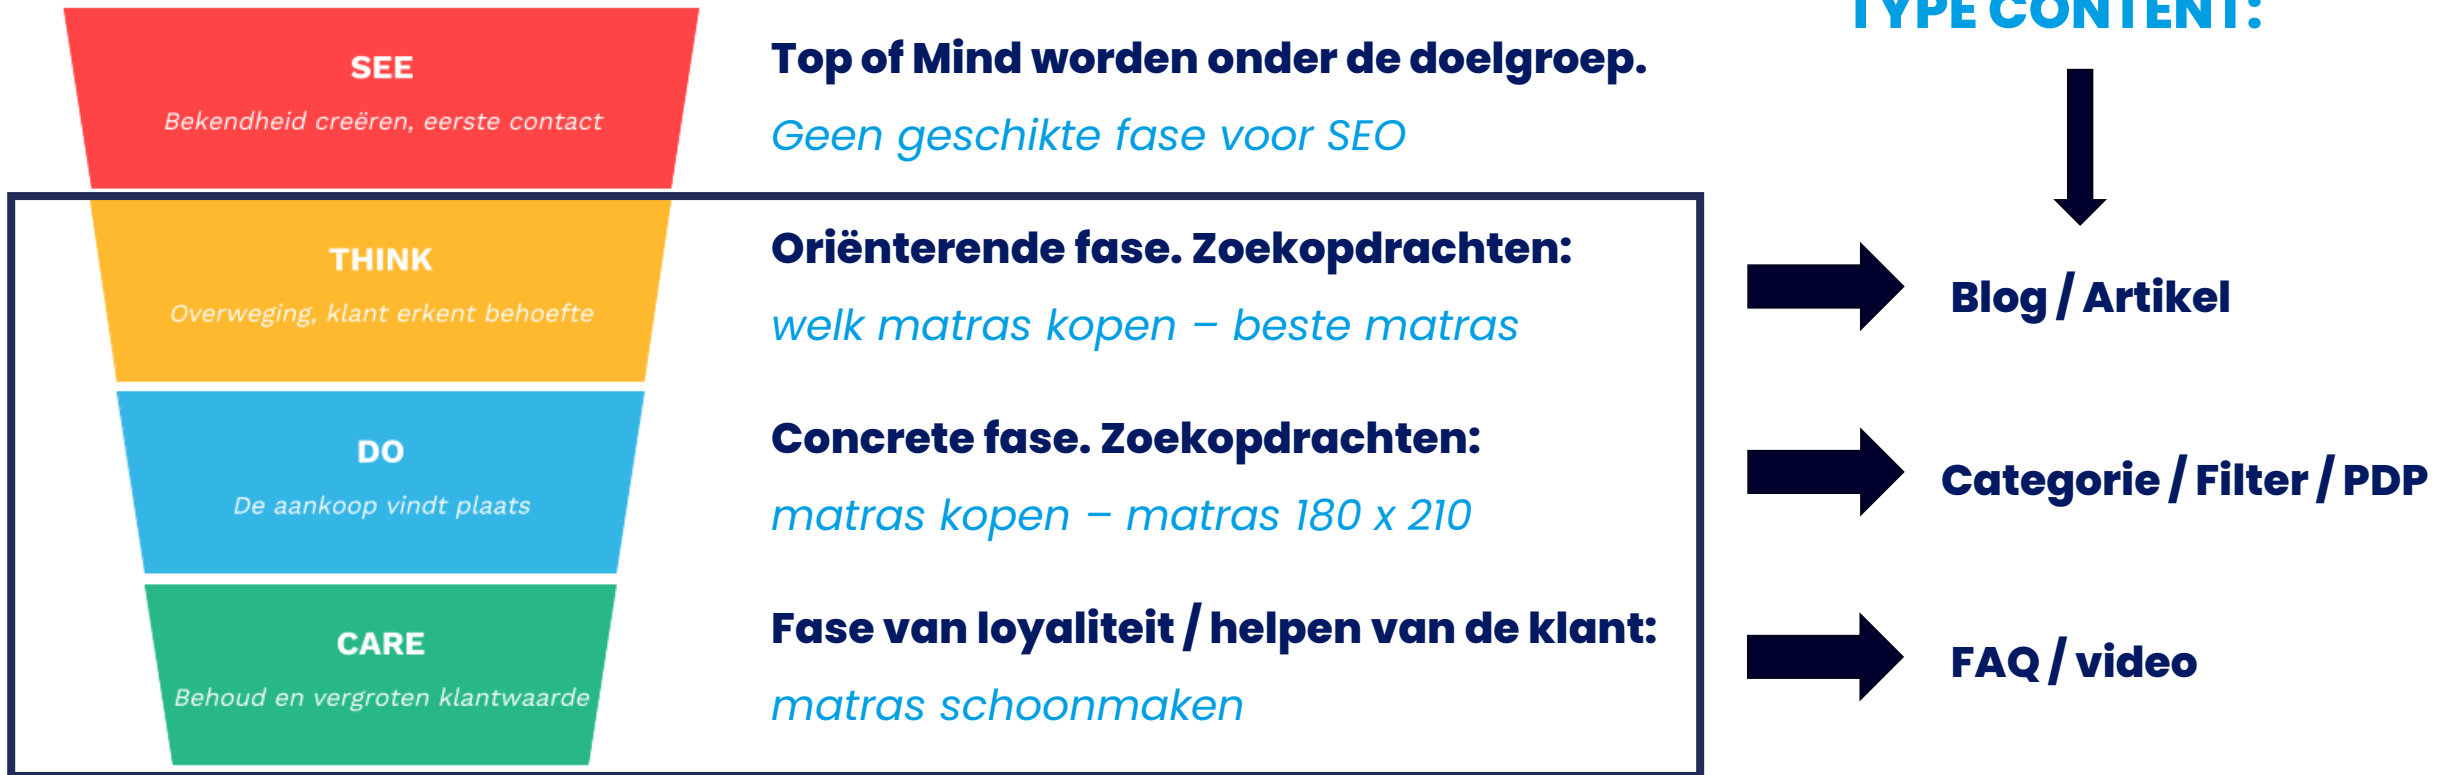 TYPE CONTENT:
SEE
Bekendheid creëren, eerste contact
Top of Mind worden onder de doelgroep.
Geen geschikte fase voor SEO
THINK
Overweging, klant erkent behoefte
Oriënterende fase. Zoekopdrachten:
welk matras kopen – beste matras
Blog / Artikel
DO
De aankoop vindt plaats
Concrete fase. Zoekopdrachten:
matras kopen – matras 180 x 210
Categorie / Filter / PDP
CARE
Behoud en vergroten klantwaarde
Fase van loyaliteit / helpen van de klant:
matras schoonmaken
FAQ / video